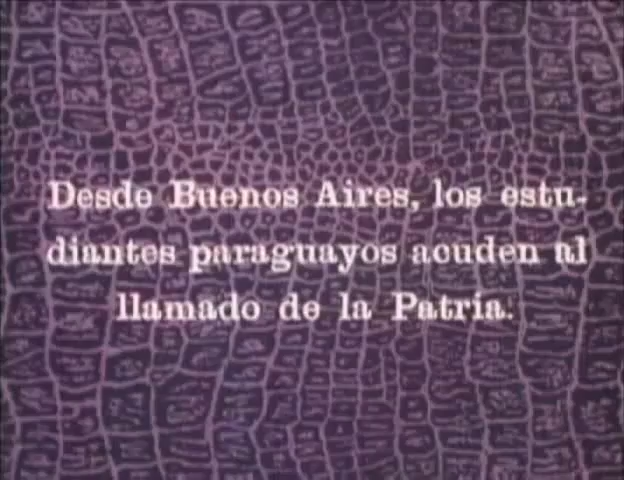 Desde Buenos Aires, los estu-
diantes paraguayos acuden al
llamado de la Patria.